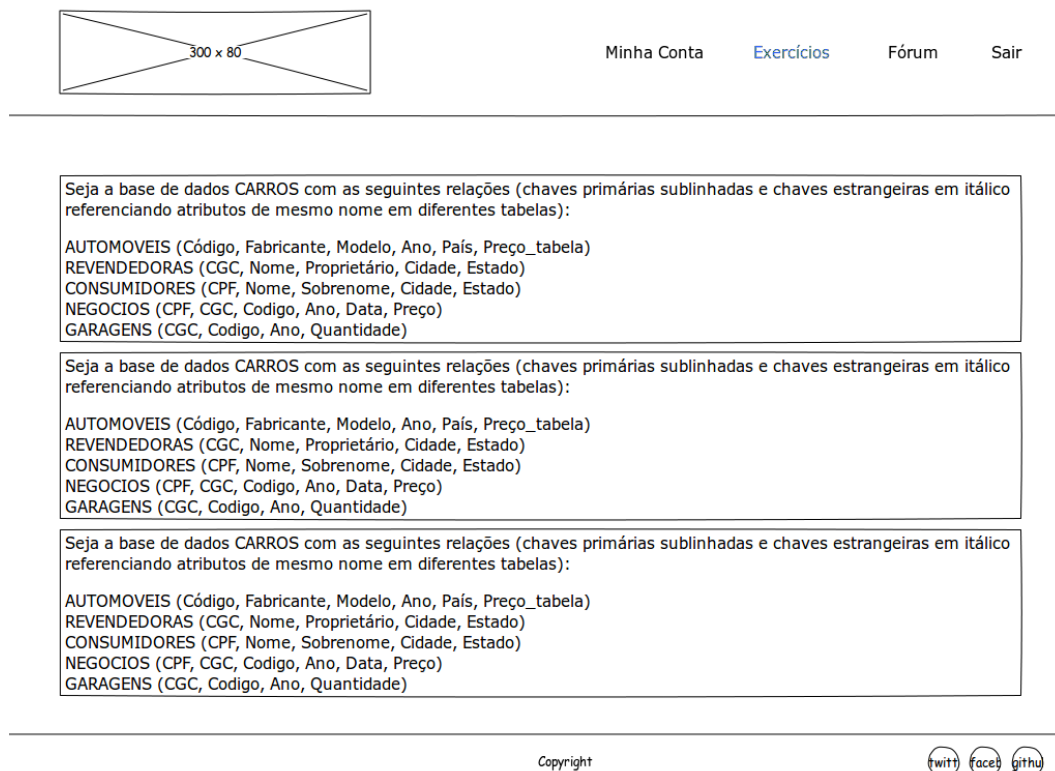 300 x 80
Minha Conta Exercícios Fórum Sair
Seja a base de dados CARROS com as seguintes relações (chaves primárias sublinhadas e chaves estrangeiras em itálico
referenciando atributos de mesmo nome em diferentes tabelas):
AUTOMOVEIS (Código, Fabricante, Modelo, Ano, País, Preço_tabela)
REVENDEDORAS (CGC, Nome, Proprietário, Cidade, Estado)
CONSUMIDORES (CPF, Nome, Sobrenome, Cidade, Estado)
NEGOCIOS (CPF, CGC, Codigo, Ano, Data, Preço)
GARAGENS (CGC, Codigo, Ano, Quantidade)
Seja a base de dados CARROS com as seguintes relações (chaves primárias sublinhadas e chaves estrangeiras em itálico
referenciando atributos de mesmo nome em diferentes tabelas):
AUTOMOVEIS (Código, Fabricante, Modelo, Ano, País, Preço_tabela)
REVENDEDORAS (CGC, Nome, Proprietário, Cidade, Estado)
CONSUMIDORES (CPF, Nome, Sobrenome, Cidade, Estado)
NEGOCIOS (CPF, CGC, Codigo, Ano, Data, Preço)
GARAGENS (CGC, Codigo, Ano, Quantidade)
Seja a base de dados CARROS com as seguintes relações (chaves primárias sublinhadas e chaves estrangeiras em itálico
referenciando atributos de mesmo nome em diferentes tabelas):
AUTOMOVEIS (Código, Fabricante, Modelo, Ano, País, Preço_tabela)
REVENDEDORAS (CGC, Nome, Proprietário, Cidade, Estado)
CONSUMIDORES (CPF, Nome, Sobrenome, Cidade, Estado)
NEGOCIOS (CPF, CGC, Codigo, Ano, Data, Preço)
GARAGENS (CGC, Codigo, Ano, Quantidade)
Copyright twitt faceb githu